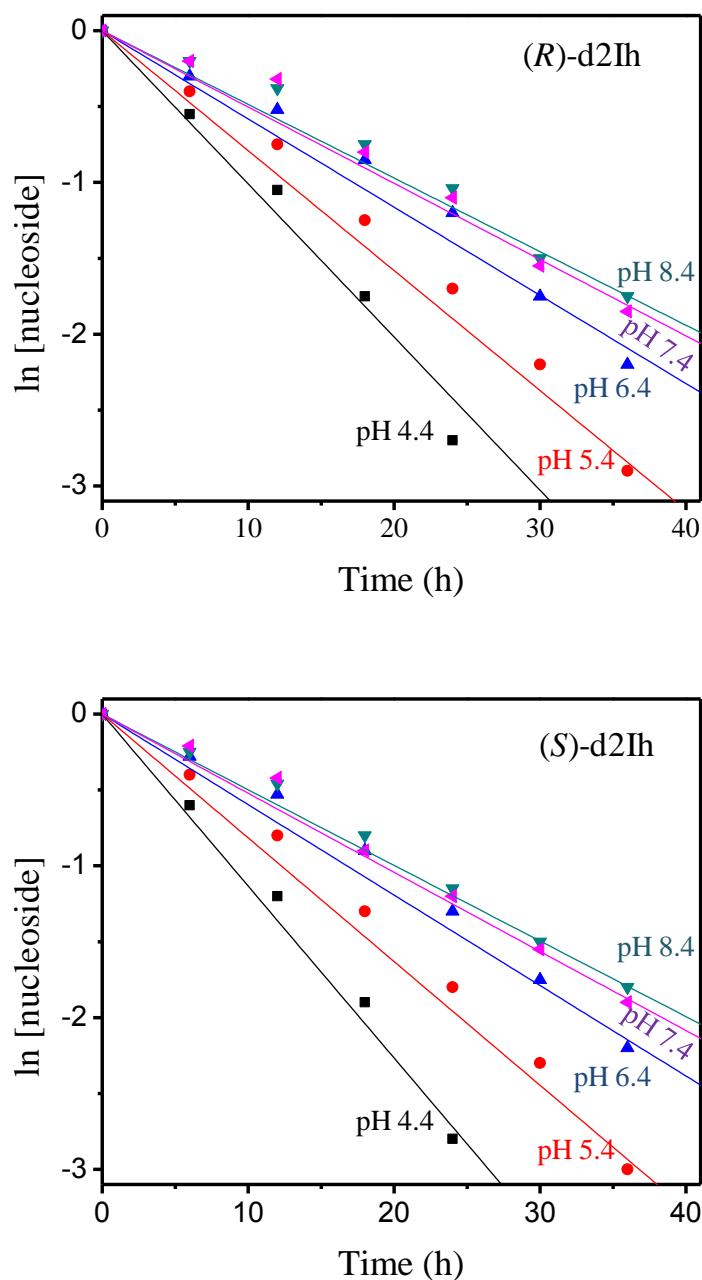 0
(R)-d2Ih
-1
ln [nucleoside]
pH 8.4
-2
pH 7.4
pH 6.4
pH 4.4
pH 5.4
-3
0 10 20 30 40
Time (h)
0
(S)-d2Ih
-1
ln [nucleoside]
pH 8.4
-2
pH 7.4
pH 6.4
pH 4.4
pH 5.4
-3
0 10 20 30 40
Time (h)